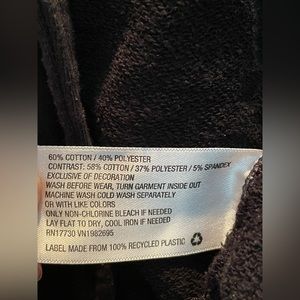 60% COTTON / 40% POLYESTER
CONTRAST: 58% COTTON / 37% POLYESTER / 5% SPANDEX
EXCLUSIVE OF DECORATION
WASH BEFORE WEAR, TURN GARMENT INSIDE OUT
MACHINE WASH COLD WASH SEPARATELY
OR WITH LIKE COLORS
ONLY NON-CHLORINE BLEACH IF NEEDED
LAY FLAT TO DRY, COOL IRON IF NEEDED
RN17730 VN1982695
LABEL MADE FROM 100% RECYCLED PLASTIC